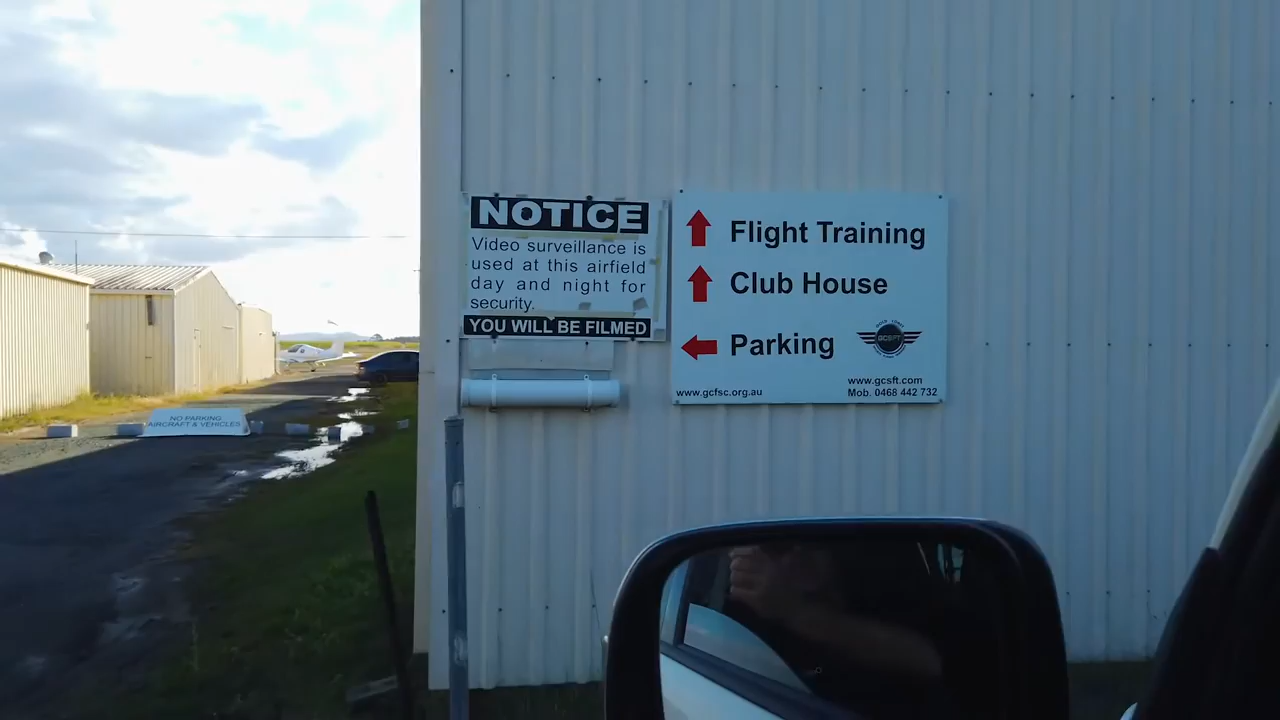 NOTICE
Video surveillance is
used at this airfield
day and night for
security.
YOU WILL BE FILMED
Flight Training
Club House
Parking
GCSFT
www.gcfsc.org.au
www.gcsft.com
Mob. 0468 442 732
NO PARKING
AIRCRAFT & VEHICLES